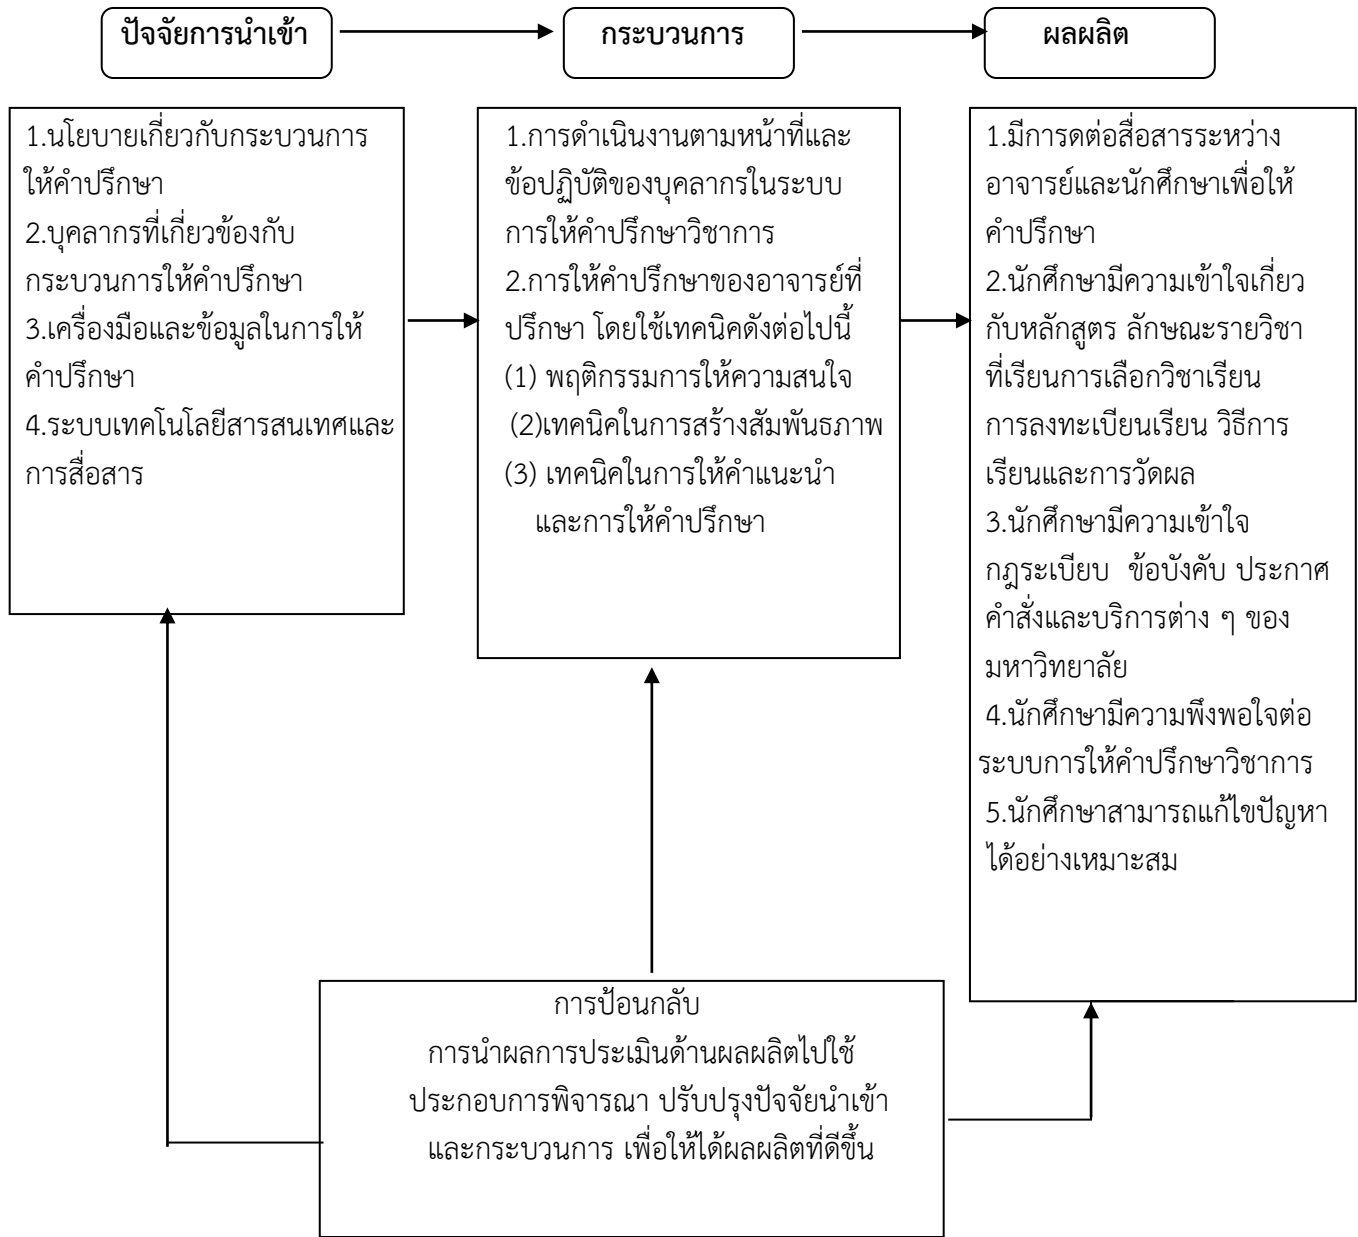 ปัจจัยการนำเข้า
กระบวนการ
ผลผลิต
1.นโยบายเกี่ยวกับกระบวนการ
ให้คำปรึกษา
2.บุคลากรที่เกี่ยวข้องกับ
กระบวนการให้คำปรึกษา
3.เครื่องมือและข้อมูลในการให้
คำปรึกษา
4.ระบบเทคโนโลยีสารสนเทศและ
การสื่อสาร
1.การดำเนินงานตามหน้าที่และ
ข้อปฏิบัติของบุคลากรในระบบ
การให้คำปรึกษาวิชาการ
2.การให้คำปรึกษาของอาจารย์ที่
ปรึกษา โดยใช้เทคนิคดังต่อไปนี้
(1) พฤติกรรมการให้ความสนใจ
(2)เทคนิคในการสร้างสัมพันธภาพ
(3) เทคนิคในการให้คำแนะนำ
และการให้คำปรึกษา
1.มีการดต่อสื่อสารระหว่าง
อาจารย์และนักศึกษาเพื่อให้
คำปรึกษา
2.นักศึกษามีความเข้าใจเกี่ยว
กับหลักสูตร ลักษณะรายวิชา
ที่เรียนการเลือกวิชาเรียน
การลงทะเบียนเรียน วิธีการ
เรียนและการวัดผล
3.นักศึกษามีความเข้าใจ
กฎระเบียบ ข้อบังคับ ประกาศ
คำสั่งและบริการต่าง ๆ ของ
มหาวิทยาลัย
4.นักศึกษามีความพึงพอใจต่อ
ระบบการให้คำปรึกษาวิชาการ
5.นักศึกษาสามารถแก้ไขปัญหา
ได้อย่างเหมาะสม
การป้อนกลับ
การนำผลการประเมินด้านผลผลิตไปใช้
ประกอบการพิจารณา ปรับปรุงปัจจัยนำเข้า
และกระบวนการ เพื่อให้ได้ผลผลิตที่ดีขึ้น